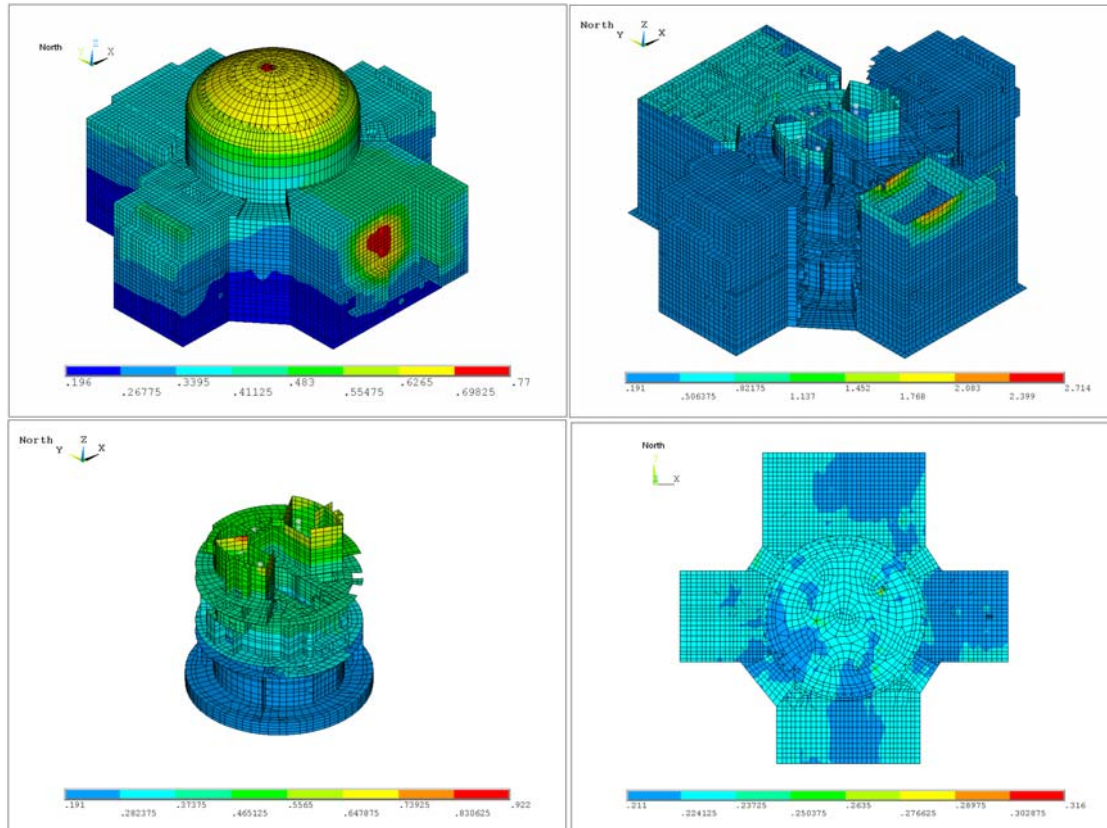 North
Z
Y X
.196 .3395 .483 .6265 .77
.26775 .41125 .55475 .69825
North
Z
Y X
.191 .82175 1.452 2.083 2.714
.506375 1.137 1.768 2.399
North
Z
Y X
.191 .37375 .5565 .73925 .922
.282375 .465125 .647875 .830625
North
X
.211 .23725 .2635 .28975 .316
.224125 .250375 .276625 .302875